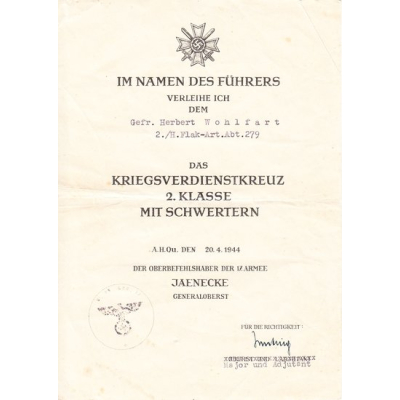 IM NAMEN DES FÜHRERS
VERLEIHE ICH
DEM
Gefr. Herbert Wohlfart
2./H.Flak-Art.Abt.279
DAS
KRIEGSVERDIENSTKREUZ
2. KLASSE
MIT SCHWERTERN
A.H.Qu. DEN 20.4. 1944
DER OBERBEFEHLSHABER DER 17. ARMEE
JAENECKE
GENERALOBERST
FÜR DIE RICHTIGKEIT:
Major und Adjutant